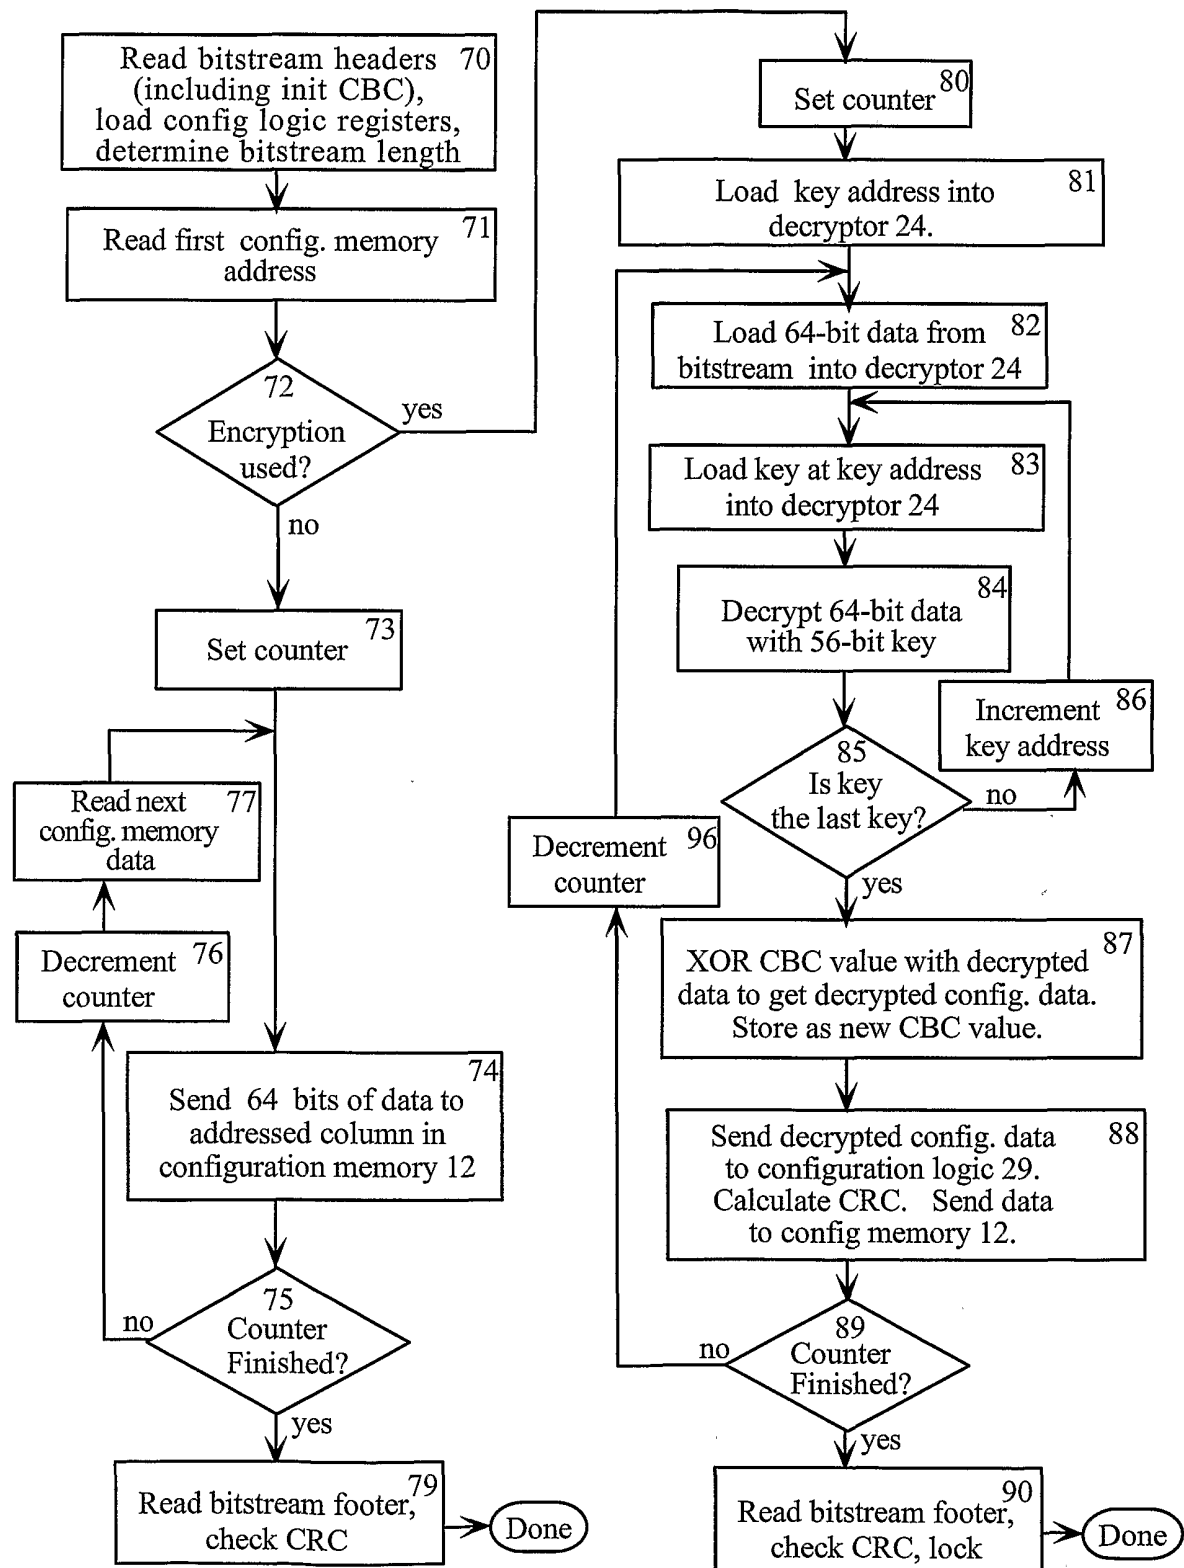 Read bitstream headers 70
(including init CBC),
load config logic registers,
determine bitstream length
Read first config. memory 71
address
72
Encryption
used?
yes
no
Set counter 73
Read next 77
config. memory
data
Decrement 76
counter
74
Send 64 bits of data to
addressed column in
configuration memory 12
75
Counter
Finished?
no
yes
Read bitstream footer, 79
check CRC
Done
Set counter 80
81
Load key address into
decryptor 24.
Load 64-bit data from 82
bitstream into decryptor 24
Load key at key address 83
into decryptor 24
84
Decrypt 64-bit data
with 56-bit key
85
Is key
the last key?
no
yes
Increment 86
key address
Decrement 96
counter
XOR CBC value with decrypted 87
data to get decrypted config. data.
Store as new CBC value.
Send decrypted config. data 88
to configuration logic 29.
Calculate CRC. Send data
to config memory 12.
89
Counter
Finished?
no
yes
Read bitstream footer, 90
check CRC, lock
Done